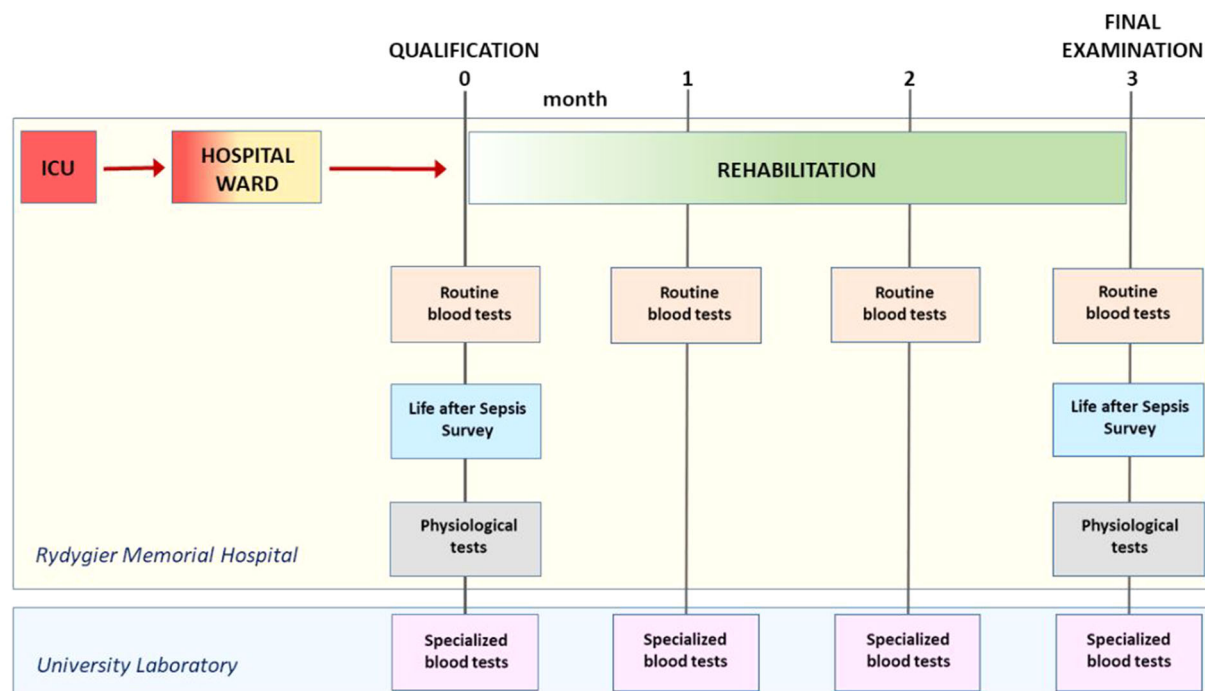 QUALIFICATION
0
month
1
2
FINAL
EXAMINATION
3
ICU
HOSPITAL
WARD
REHABILITATION
Routine
blood tests
Routine
blood tests
Routine
blood tests
Routine
blood tests
Life after Sepsis
Survey
Life after Sepsis
Survey
Physiological
tests
Physiological
tests
Rydygier Memorial Hospital
Specialized
blood tests
Specialized
blood tests
Specialized
blood tests
Specialized
blood tests
University Laboratory